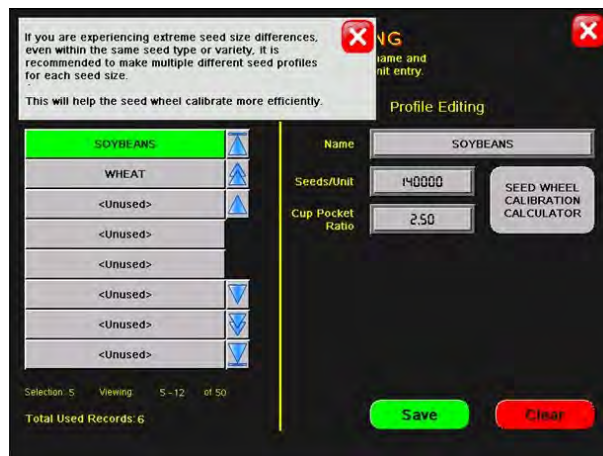 If you are experiencing extreme seed size differences,
even within the same seed type or variety, it is
recommended to make multiple different seed profiles
for each seed size.
This will help the seed wheel calibrate more efficiently.
NG
name and
nit entry.
Profile Editing
SOYBEANS
WHEAT
<Unused>
<Unused>
<Unused>
<Unused>
<Unused>
<Unused>
Selection: 5 Viewing: 5-12 of 50
Total Used Records: 6
Name SOYBEANS
Seeds/Unit 140000
Cup Pocket
Ratio 2.50
SEED WHEEL
CALIBRATION
CALCULATOR
Save
Clear